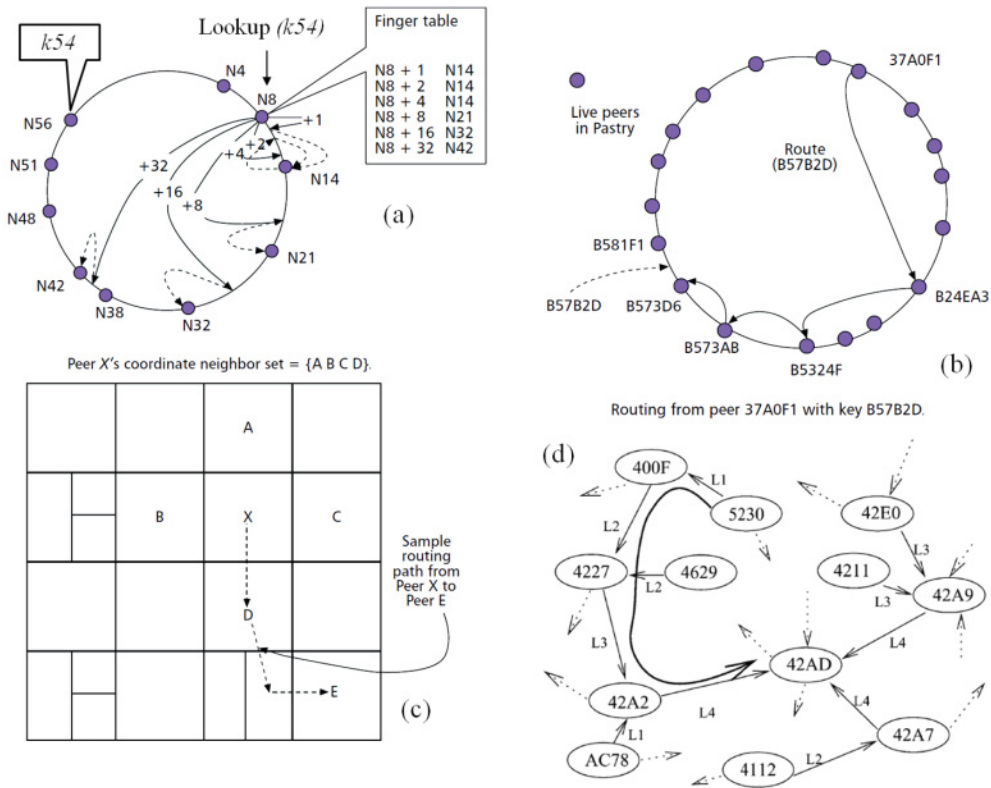 Lookup (k54)
k54
N4
N8
N56
N51
N48
N42
N38
N32
N21
N14
+1
+2
+4
+8
+16
+32
(a)
Finger table
N8 + 1 N14
N8 + 2 N14
N8 + 4 N14
N8 + 8 N21
N8 + 16 N32
N8 + 32 N42
37A0F1
Live peers
in Pastry
Route
(B57B2D)
B581F1
B57B2D
B573D6
B573AB
B5324F
B24EA3
(b)
Routing from peer 37A0F1 with key B57B2D.
Peer X's coordinate neighbor set = {A B C D}.
A
B
X
C
D
E
Sample
routing
path from
Peer X to
Peer E
(c)
(d)
400F
L1
5230
42E0
L2
L3
4227
L2
4629
4211
L3
42A9
L3
L4
42AD
42A2
L4
L4
L1
42A7
AC78
4112
L2